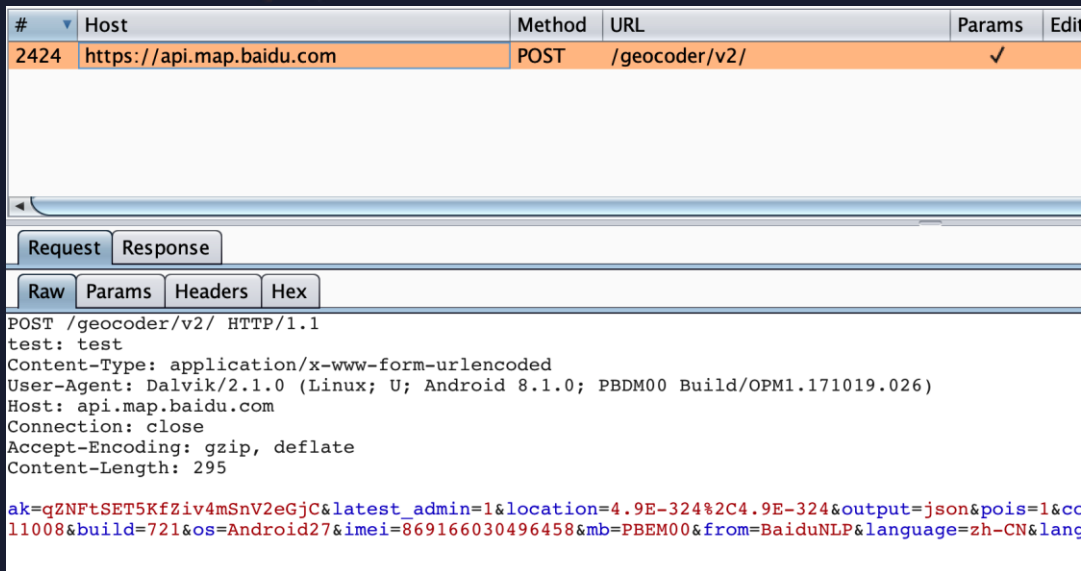 # Host Method URL Params Edit
2424 https://api.map.baidu.com POST /geocoder/v2/ ✓
Request Response
Raw Params Headers Hex
POST /geocoder/v2/ HTTP/1.1
test: test
Content-Type: application/x-www-form-urlencoded
User-Agent: Dalvik/2.1.0 (Linux; U; Android 8.1.0; PBDM00 Build/OPM1.171019.026)
Host: api.map.baidu.com
Connection: close
Accept-Encoding: gzip, deflate
Content-Length: 295
ak=qZNFtSET5KfZiv4mSnV2eGjC&latest_admin=1&location=4.9E-324%2C4.9E-324&output=json&pois=1&co
11008&build=721&os=Android27&imei=869166030496458&mb=PBEM00&from=BaiduNLP&language=zh-CN&lang